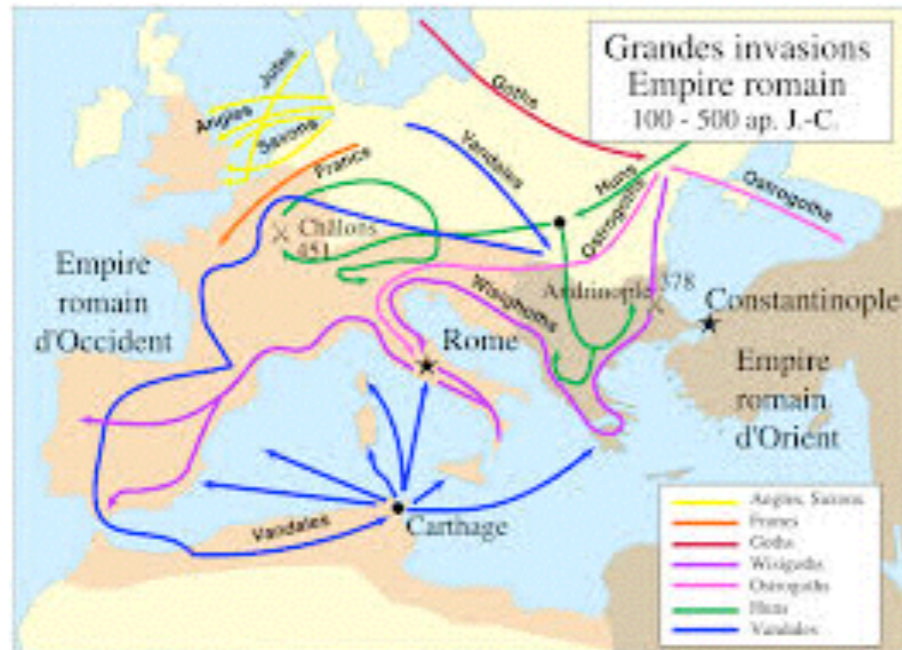 Grandes invasions
Empire romain
100 - 500 ap. J.-C.
Jutes
Angles
Saxons
Francs
Goths
Vandales
Huns
Ostrogoths
Ostrogoths
Châlons
451
Empire
romain
d'Occident
Wisighoths
Andrinople 378
Constantinople
Rome
Empire
romain
d'Orient
Vandales
Carthage
Angles, Saxons
Francs
Goths
Wisigoths
Ostrogoths
Huns
Vandales